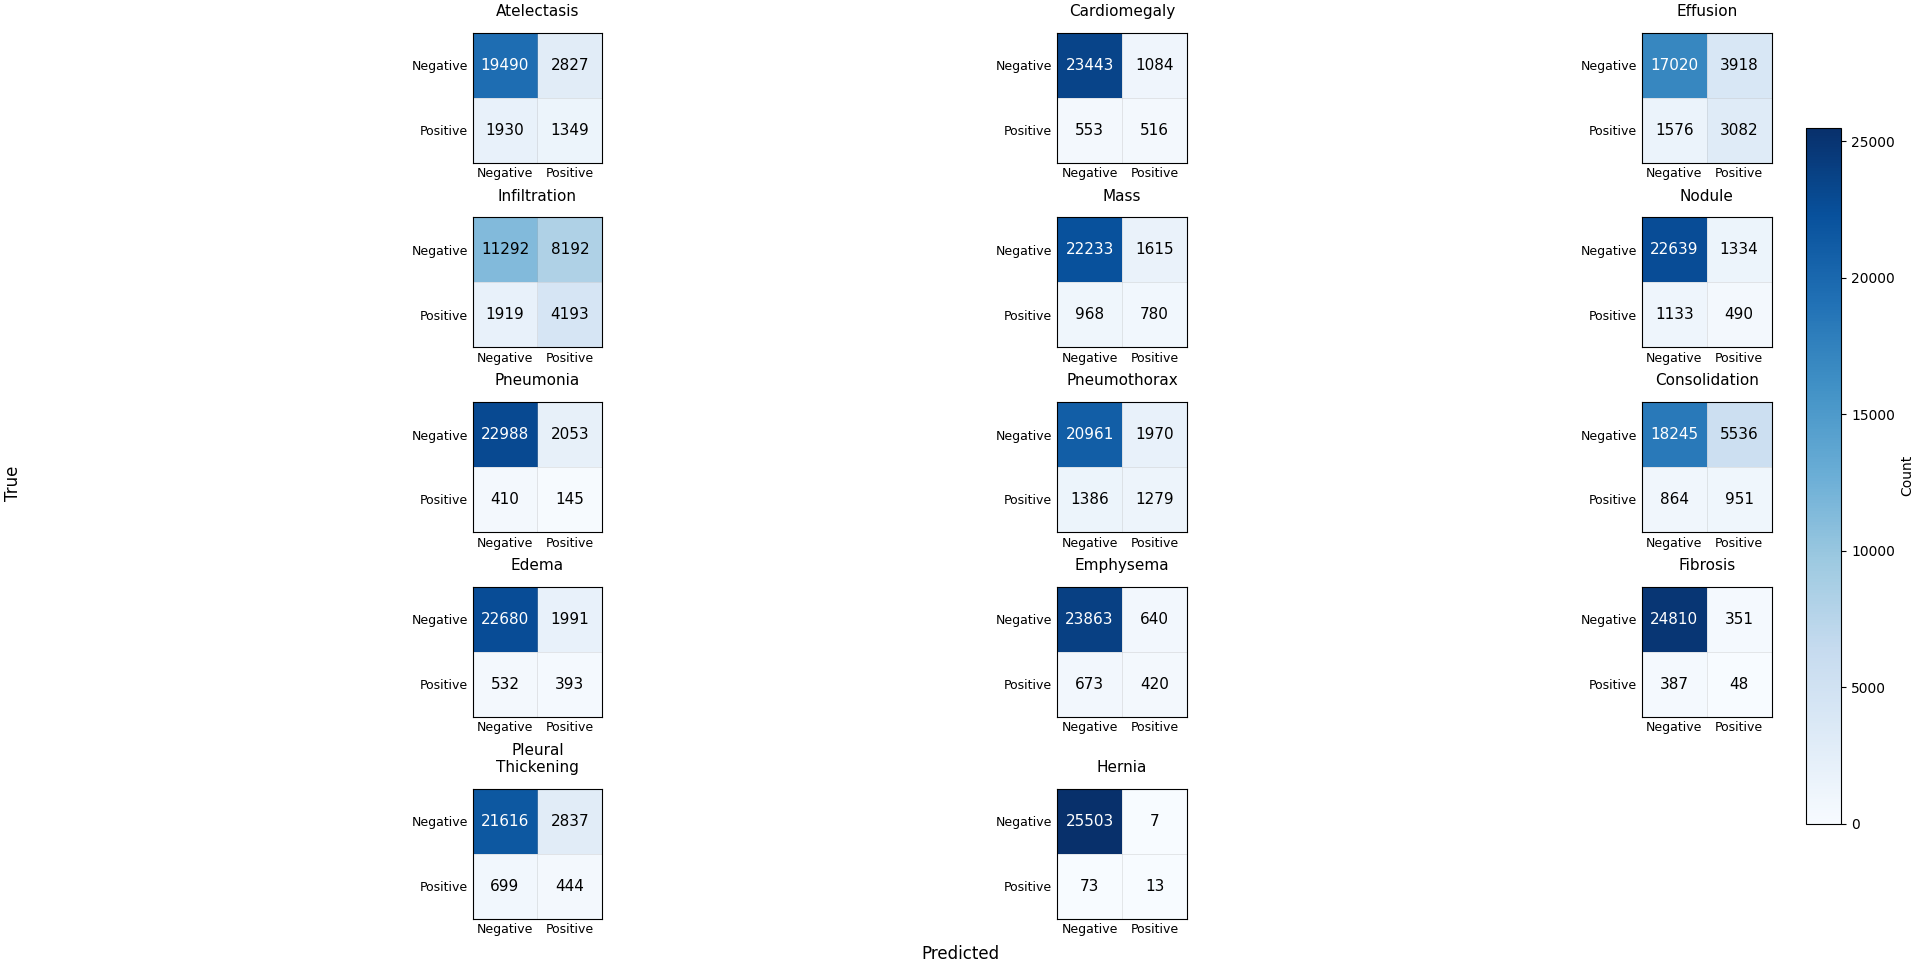 Atelectasis Cardiomegaly Effusion
Negative 19490 2827 Negative 23443 1084 Negative 17020 3918
Positive 1930 1349 Positive 553 516 Positive 1576 3082
Negative Positive Negative Positive Negative Positive
25000
Infiltration Mass Nodule
Negative 11292 8192 Negative 22233 1615 Negative 22639 1334
20000
Positive 1919 4193 Positive 968 780 Positive 1133 490
Negative Positive Negative Positive Negative Positive
Pneumonia Pneumothorax Consolidation
15000
Negative 22988 2053 Negative 20961 1970 Negative 18245 5536
True
Count
Positive 410 145 Positive 1386 1279 Positive 864 951
Negative Positive Negative Positive Negative Positive
10000
Edema Emphysema Fibrosis
Negative 22680 1991 Negative 23863 640 Negative 24810 351
Positive 532 393 Positive 673 420 Positive 387 48
5000
Negative Positive Negative Positive Negative Positive
Pleural
Thickening Hernia
Negative 21616 2837 Negative 25503 7
0
Positive 699 444 Positive 73 13
Negative Positive Negative Positive
Predicted